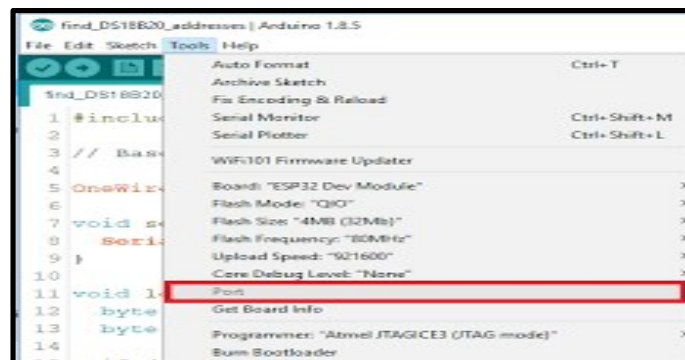 find_DS18B20_addresses | Arduino 1.8.5
File Edit Sketch Tools Help
find_DS18B20
Auto Format Ctrl+T
Archive Sketch
Fix Encoding & Reload
Serial Monitor Ctrl+Shift+M
Serial Plotter Ctrl+Shift+L
WiFi101 Firmware Updater
Board: "ESP32 Dev Module"
Flash Mode: "QIO"
Flash Size: "4MB (32Mb)"
Flash Frequency: "80MHz"
Upload Speed: "921600"
Core Debug Level: "None"
Port
Get Board Info
Programmer: "Atmel JTAGICE3 (JTAG mode)"
Burn Bootloader
1 #inclu
2
3 // Bas
4
5 OneWir
6
7 void s
8 Seri
9 }
10
11 void l
12 byte
13 byte
14